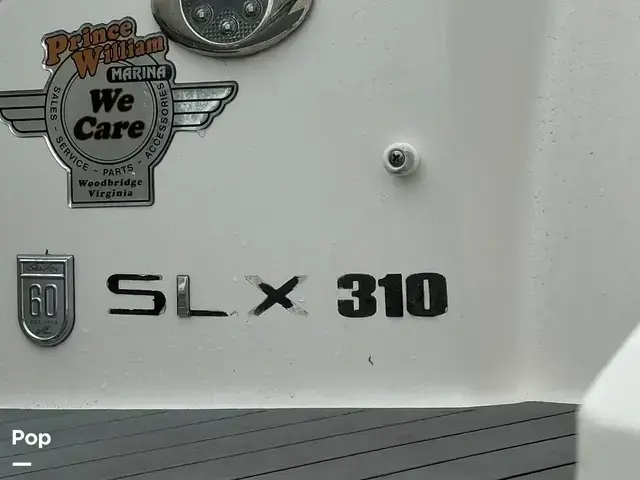 Prince
William
MARINA
We
Care
SALES - SERVICE - PARTS - ACCESSORIES
Woodbridge
Virginia
60
SLX 310
Pop